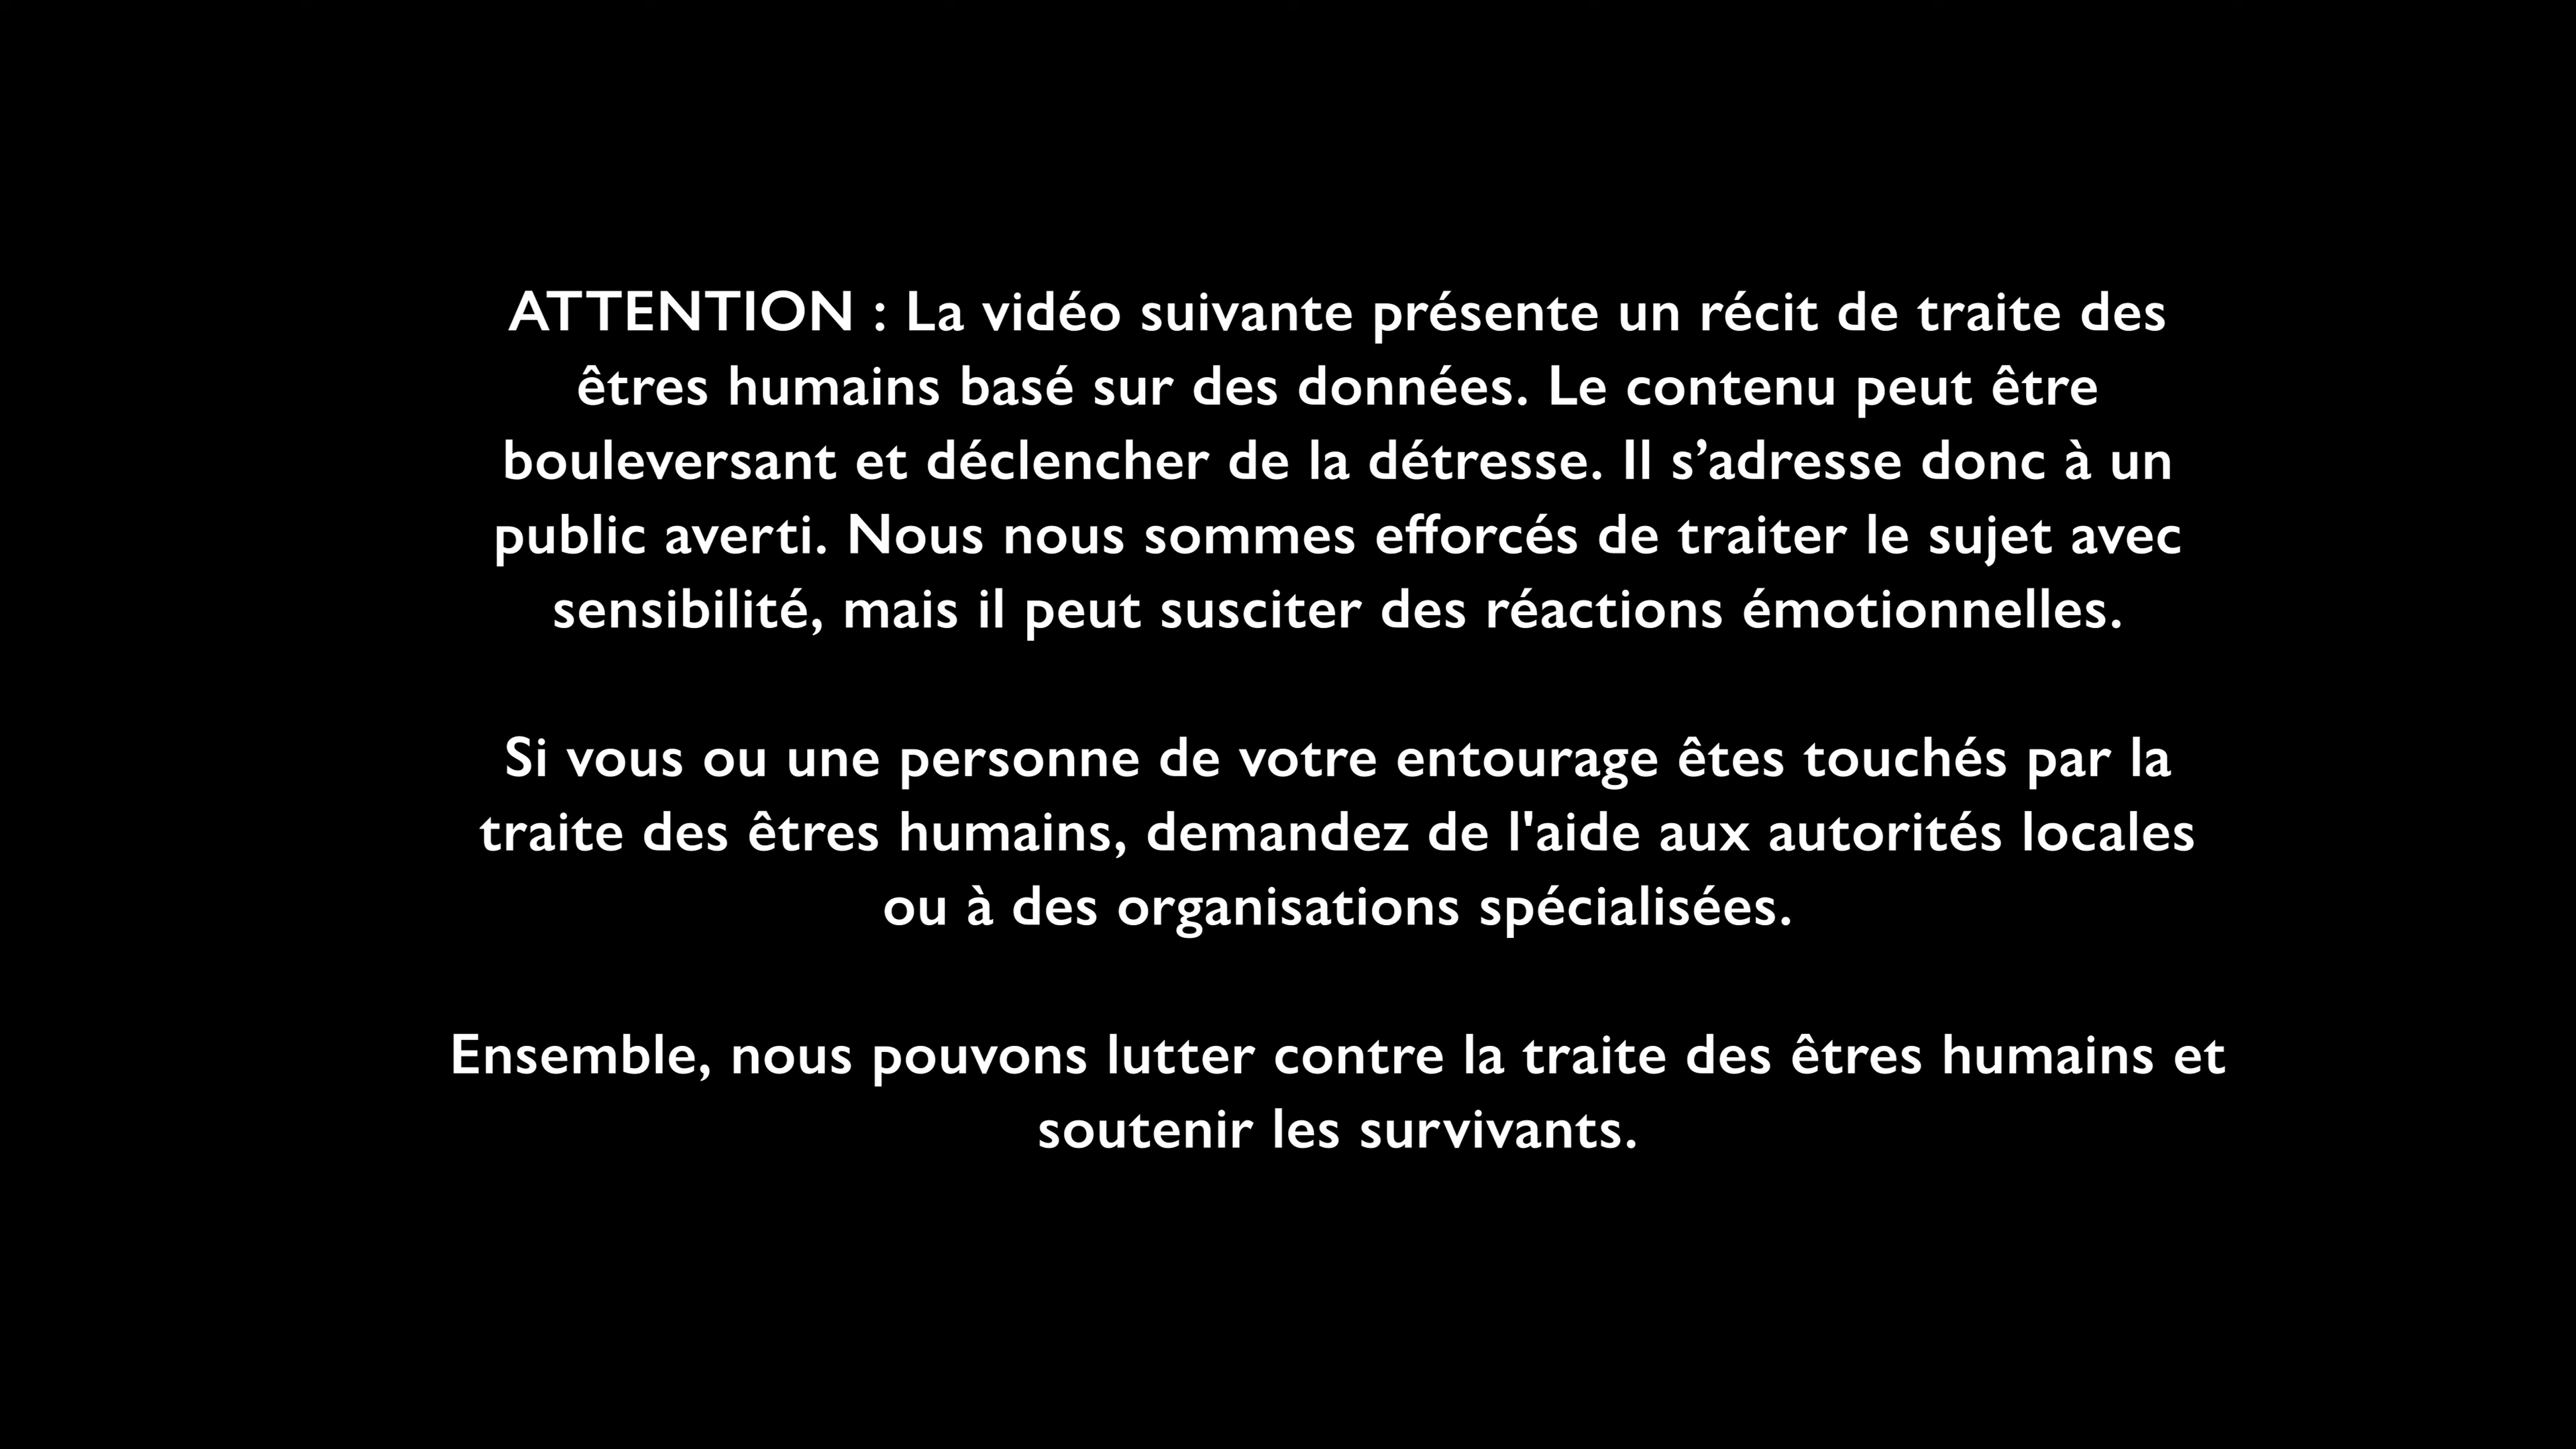 ATTENTION : La vidéo suivante présente un récit de traite des
êtres humains basé sur des données. Le contenu peut être
bouleversant et déclencher de la détresse. Il s’adresse donc à un
public averti. Nous nous sommes efforcés de traiter le sujet avec
sensibilité, mais il peut susciter des réactions émotionnelles.
Si vous ou une personne de votre entourage êtes touchés par la
traite des êtres humains, demandez de l'aide aux autorités locales
ou à des organisations spécialisées.
Ensemble, nous pouvons lutter contre la traite des êtres humains et
soutenir les survivants.